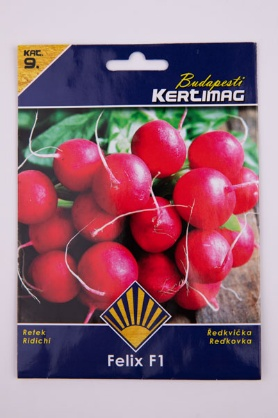 KAT.
9.
Budapesti
KERTIMAG
Retek
Ridichi
Ředkvička
Reďkovka
Felix F1